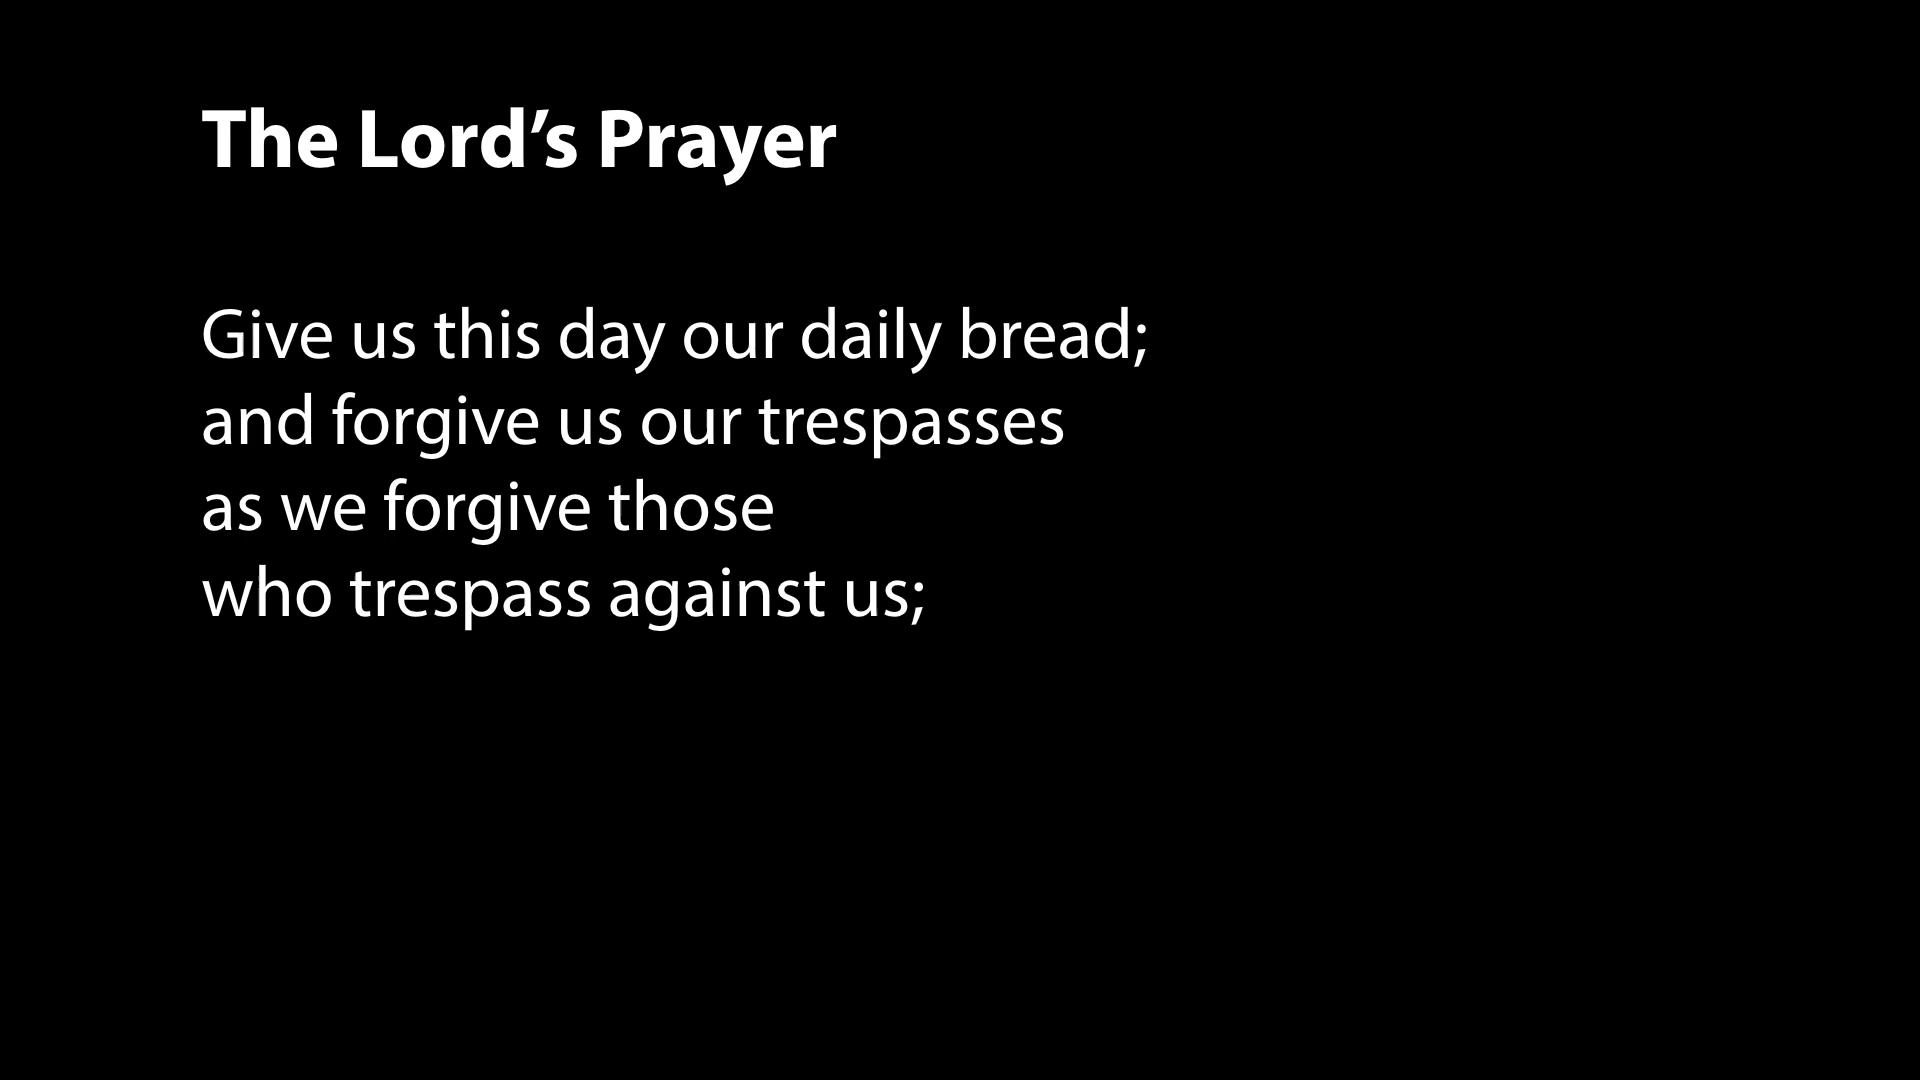 The Lord’s Prayer
Give us this day our daily bread;
and forgive us our trespasses
as we forgive those
who trespass against us;